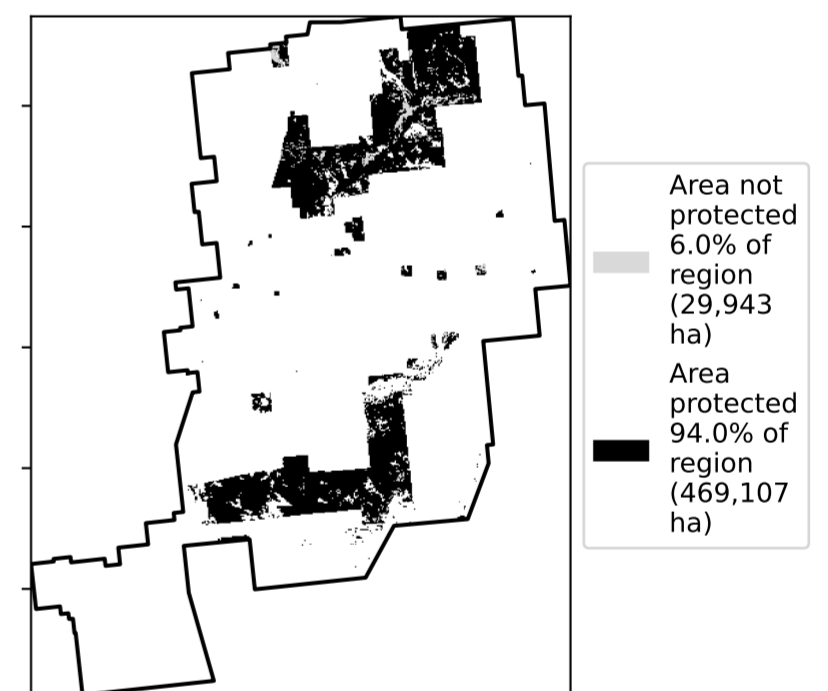 Area not
protected
6.0% of
region
(29,943
ha)
Area
protected
94.0% of
region
(469,107
ha)